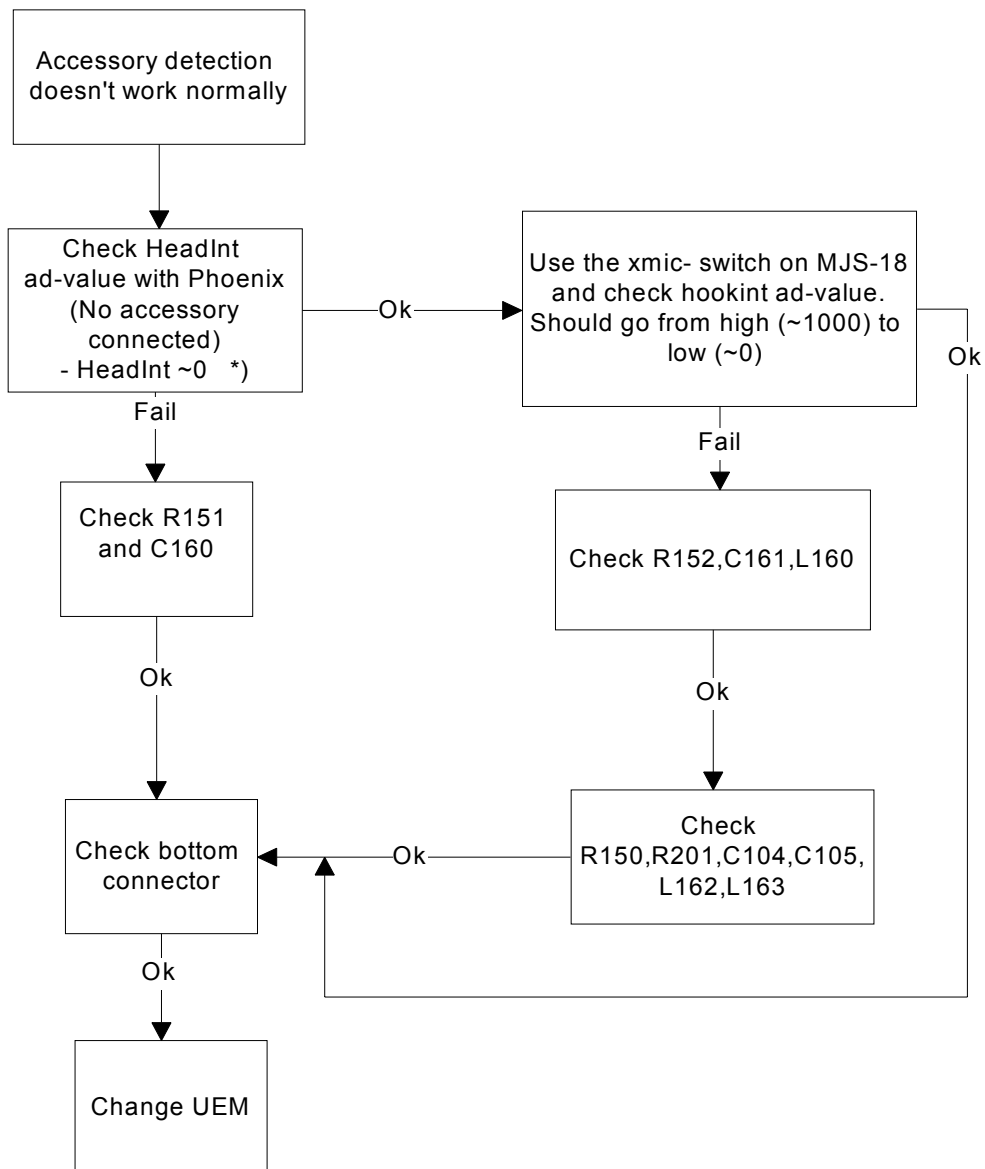 Accessory detection
doesn't work normally
Check HeadInt
ad-value with Phoenix
(No accessory
connected)
- HeadInt ~0 *)
Ok
Use the xmic- switch on MJS-18
and check hookint ad-value.
Should go from high (~1000) to
low (~0)
Ok
Fail
Fail
Check R151
and C160
Check R152,C161,L160
Ok
Ok
Check bottom
connector
Ok
Check
R150,R201,C104,C105,
L162,L163
Ok
Change UEM